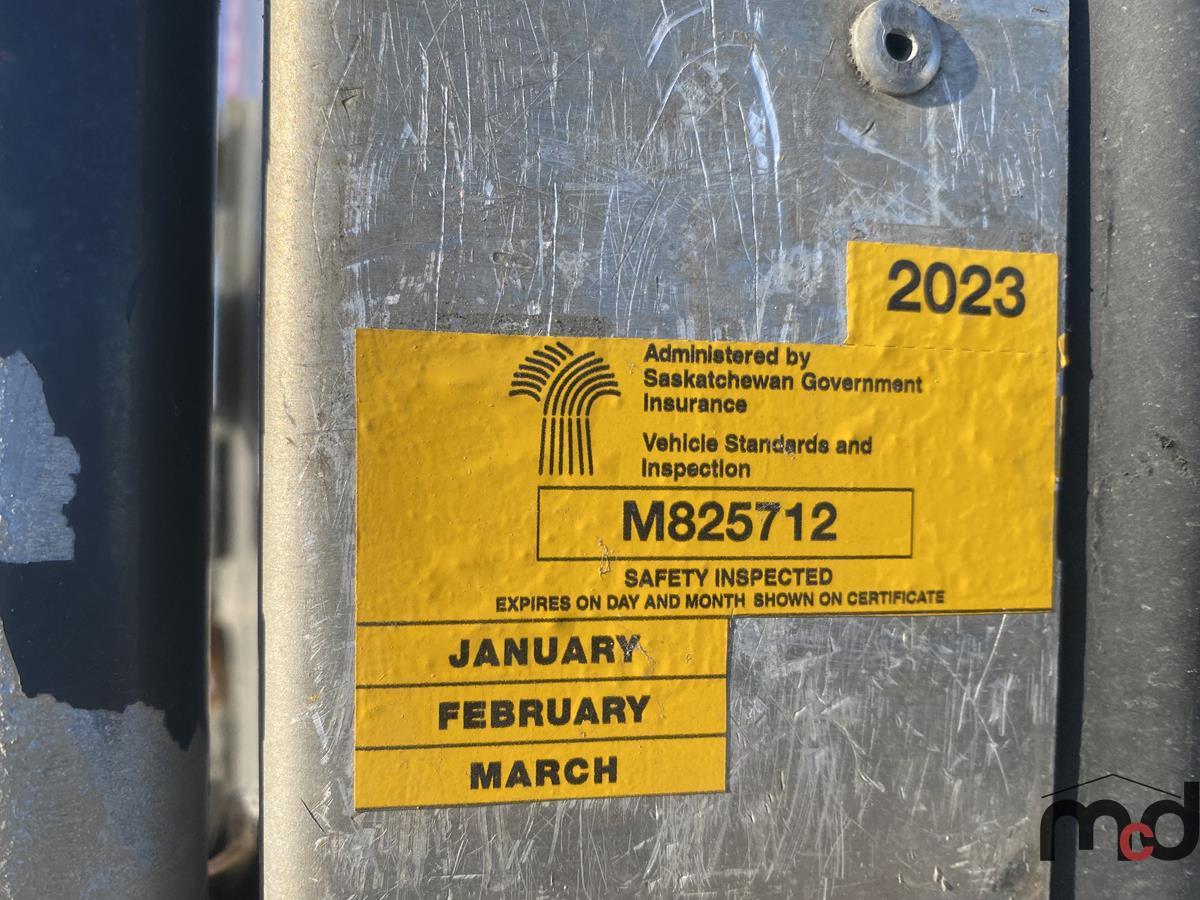 2023
Administered by
Saskatchewan Government
Insurance
Vehicle Standards and
Inspection
M825712
SAFETY INSPECTED
EXPIRES ON DAY AND MONTH SHOWN ON CERTIFICATE
JANUARY
FEBRUARY
MARCH
mcd